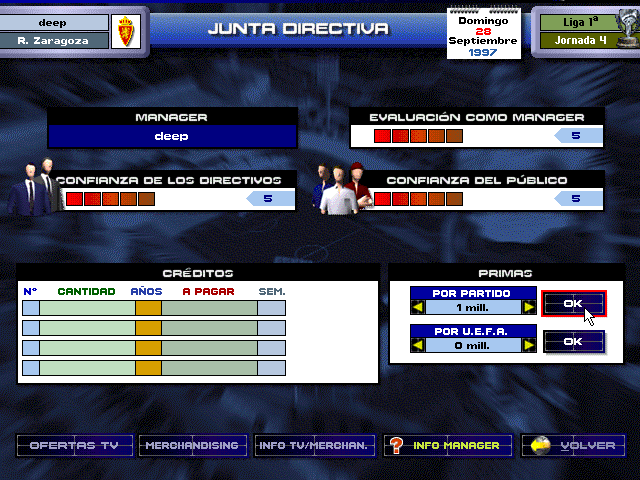 deep
R. Zaragoza
JUNTA DIRECTIVA
Domingo
28
Septiembre
1997
Liga 1ª
Jornada 4
MANAGER
deep
EVALUACIÓN COMO MANAGER
5
CONFIANZA DE LOS DIRECTIVOS
5
CONFIANZA DEL PÚBLICO
5
CRÉDITOS
Nº CANTIDAD AÑOS A PAGAR SEM.
PRIMAS
POR PARTIDO
1 mill.
OK
POR U.E.F.A.
0 mill.
OK
OFERTAS TV
MERCHANDISING
INFO TV/MERCHAN.
INFO MANAGER
VOLVER